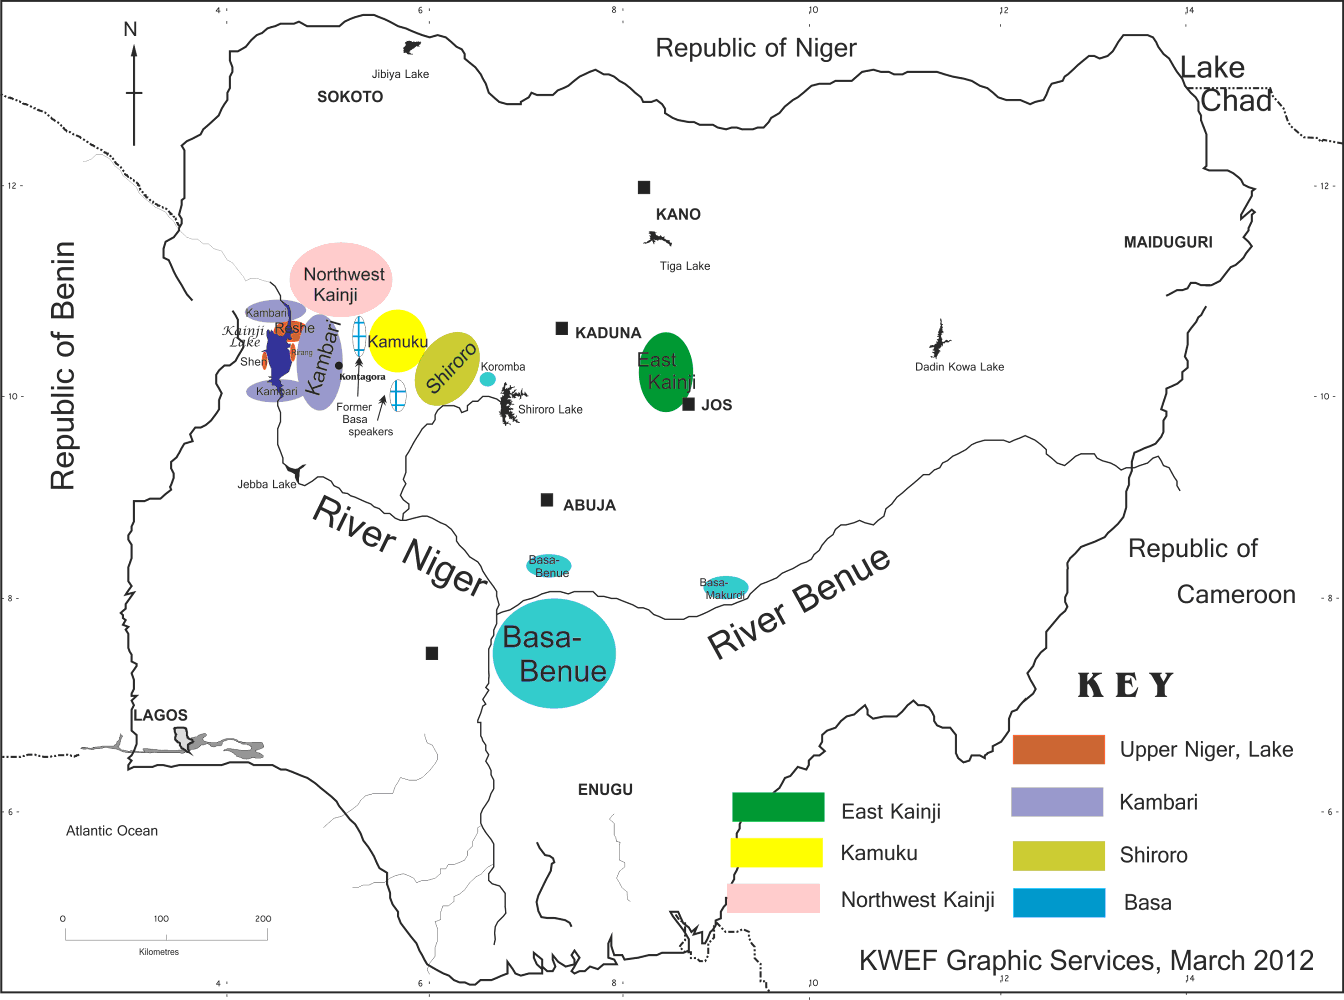 4
6
8
10
12
14
N
Republic of Niger
Lake
Chad
Jibiya Lake
SOKOTO
12
12
KANO
Tiga Lake
MAIDUGURI
Republic of Benin
Northwest
Kainji
Kambari
Kainji
Lake
Reshe
Rirang
Shen
Kambari
Kambari
Kontagora
Kamuku
Shiroro
Koromba
KADUNA
East
Kainji
Dadin Kowa Lake
10
10
Former
Basa
speakers
Shiroro Lake
JOS
Jebba Lake
River Niger
ABUJA
Basa-
Benue
Basa-
Makurdi
River Benue
Republic of
Cameroon
8
8
Basa-
Benue
KEY
LAGOS
Upper Niger, Lake
ENUGU
Kambari
East Kainji
6
6
Atlantic Ocean
Kamuku
Shiroro
Northwest Kainji
Basa
0 100 200
Kilometres
KWEF Graphic Services, March 2012
4
6
8
10
12
14